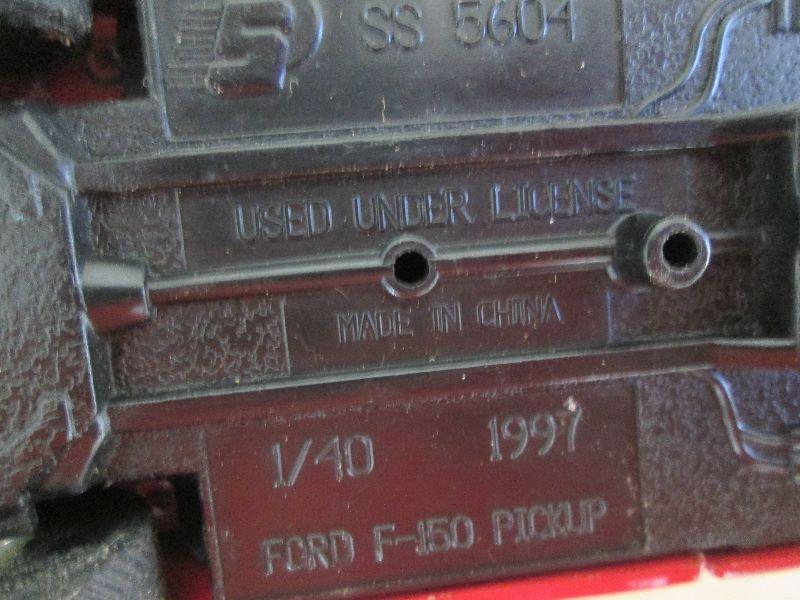 SS 5604
USED UNDER LICENSE
MADE IN CHINA
1/40 1997
FORD F-150 PICKUP